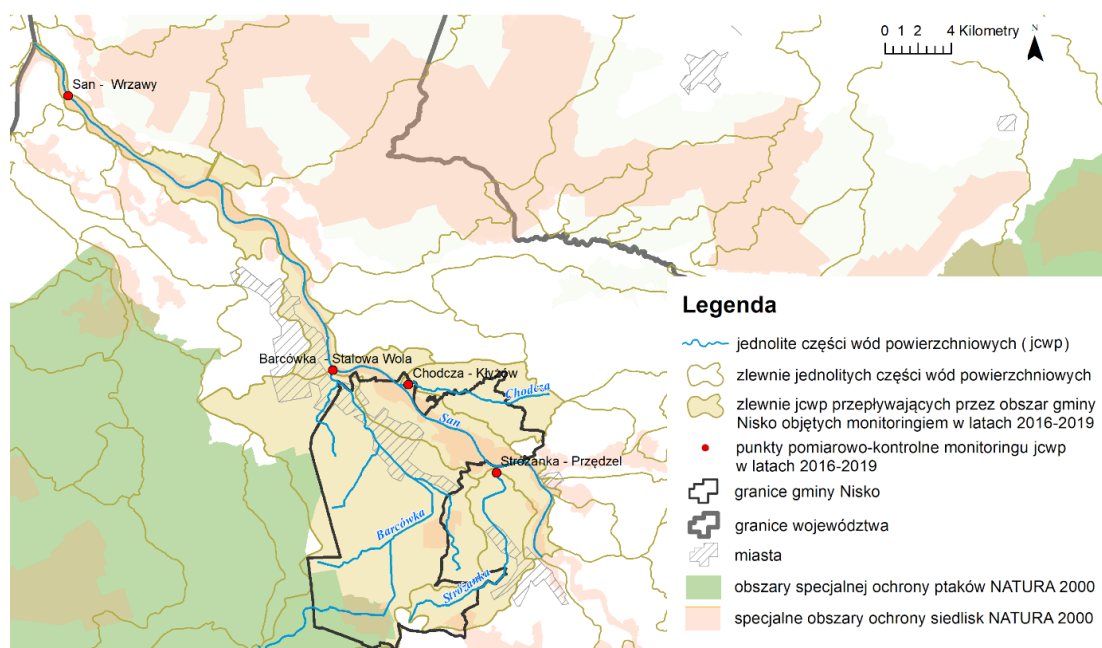 0 1 2 4 Kilometry
N
San - Wrzawy
Barcówka - Stalowa Wola
Chodcza - Kłyżów
Chodcza
San
Stróżanka - Przędzel
Barcówka
Stróżanka
Legenda
jednolite części wód powierzchniowych (jcwp)
zlewnie jednolitych części wód powierzchniowych
zlewnie jcwp przepływających przez obszar gminy
Nisko objętych monitoringiem w latach 2016-2019
punkty pomiarowo-kontrolne monitoringu jcwp
w latach 2016-2019
granice gminy Nisko
granice województwa
miasta
obszary specjalnej ochrony ptaków NATURA 2000
specjalne obszary ochrony siedlisk NATURA 2000